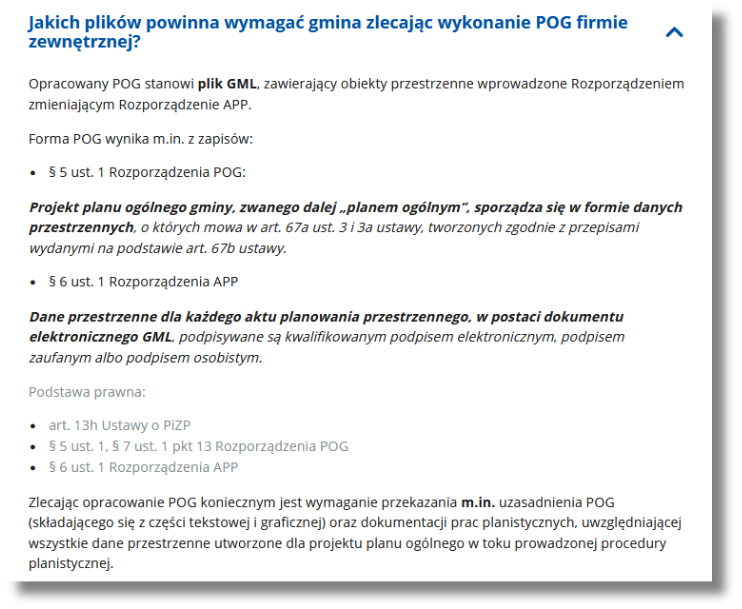 Jakich plików powinna wymagać gmina zlecając wykonanie POG firmie
zewnętrznej?
Opracowany POG stanowi plik GML, zawierający obiekty przestrzenne wprowadzone Rozporządzeniem
zmieniającym Rozporządzenie APP.
Forma POG wynika m.in. z zapisów:
• § 5 ust. 1 Rozporządzenia POG:
Projekt planu ogólnego gminy, zwanego dalej „planem ogólnym”, sporządza się w formie danych
przestrzennych, o których mowa w art. 67a ust. 3 i 3a ustawy, tworzonych zgodnie z przepisami
wydanymi na podstawie art. 67b ustawy.
• § 6 ust. 1 Rozporządzenia APP
Dane przestrzenne dla każdego aktu planowania przestrzennego, w postaci dokumentu
elektronicznego GML, podpisywane są kwalifikowanym podpisem elektronicznym, podpisem
zaufanym albo podpisem osobistym.
Podstawa prawna:
• art. 13h Ustawy o PiZP
• § 5 ust. 1, § 7 ust. 1 pkt 13 Rozporządzenia POG
• § 6 ust. 1 Rozporządzenia APP
Zlecając opracowanie POG koniecznym jest wymaganie przekazania m.in. uzasadnienia POG
(składającego się z części tekstowej i graficznej) oraz dokumentacji prac planistycznych, uwzględniającej
wszystkie dane przestrzenne utworzone dla projektu planu ogólnego w toku prowadzonej procedury
planistycznej.